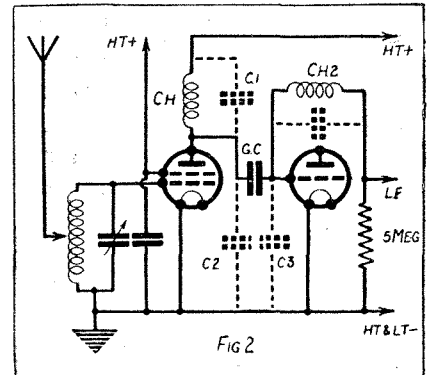 HT+
HT+
CH
C1
CH2
GC
LF
C2
C3
5MEG
HT&LT-
FIG 2